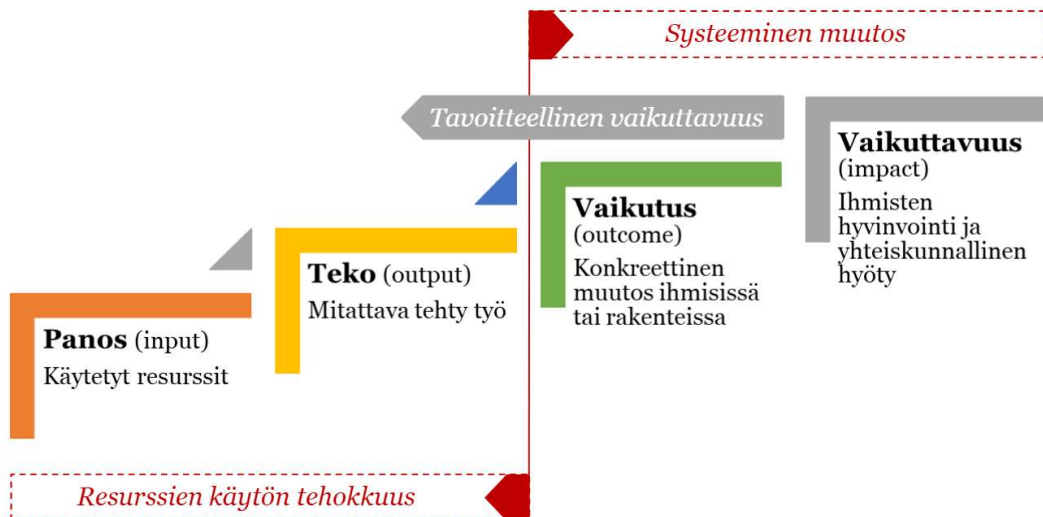 Systeeminen muutos
Tavoitteellinen vaikuttavuus
Panos (input)
Käytetyt resurssit
Teko (output)
Mitattava tehty työ
Vaikutus
(outcome)
Konkreettinen
muutos ihmisissä
tai rakenteissa
Vaikuttavuus
(impact)
Ihmisten
hyvinvointi ja
yhteiskunnallinen
hyöty
Resurssien käytön tehokkuus